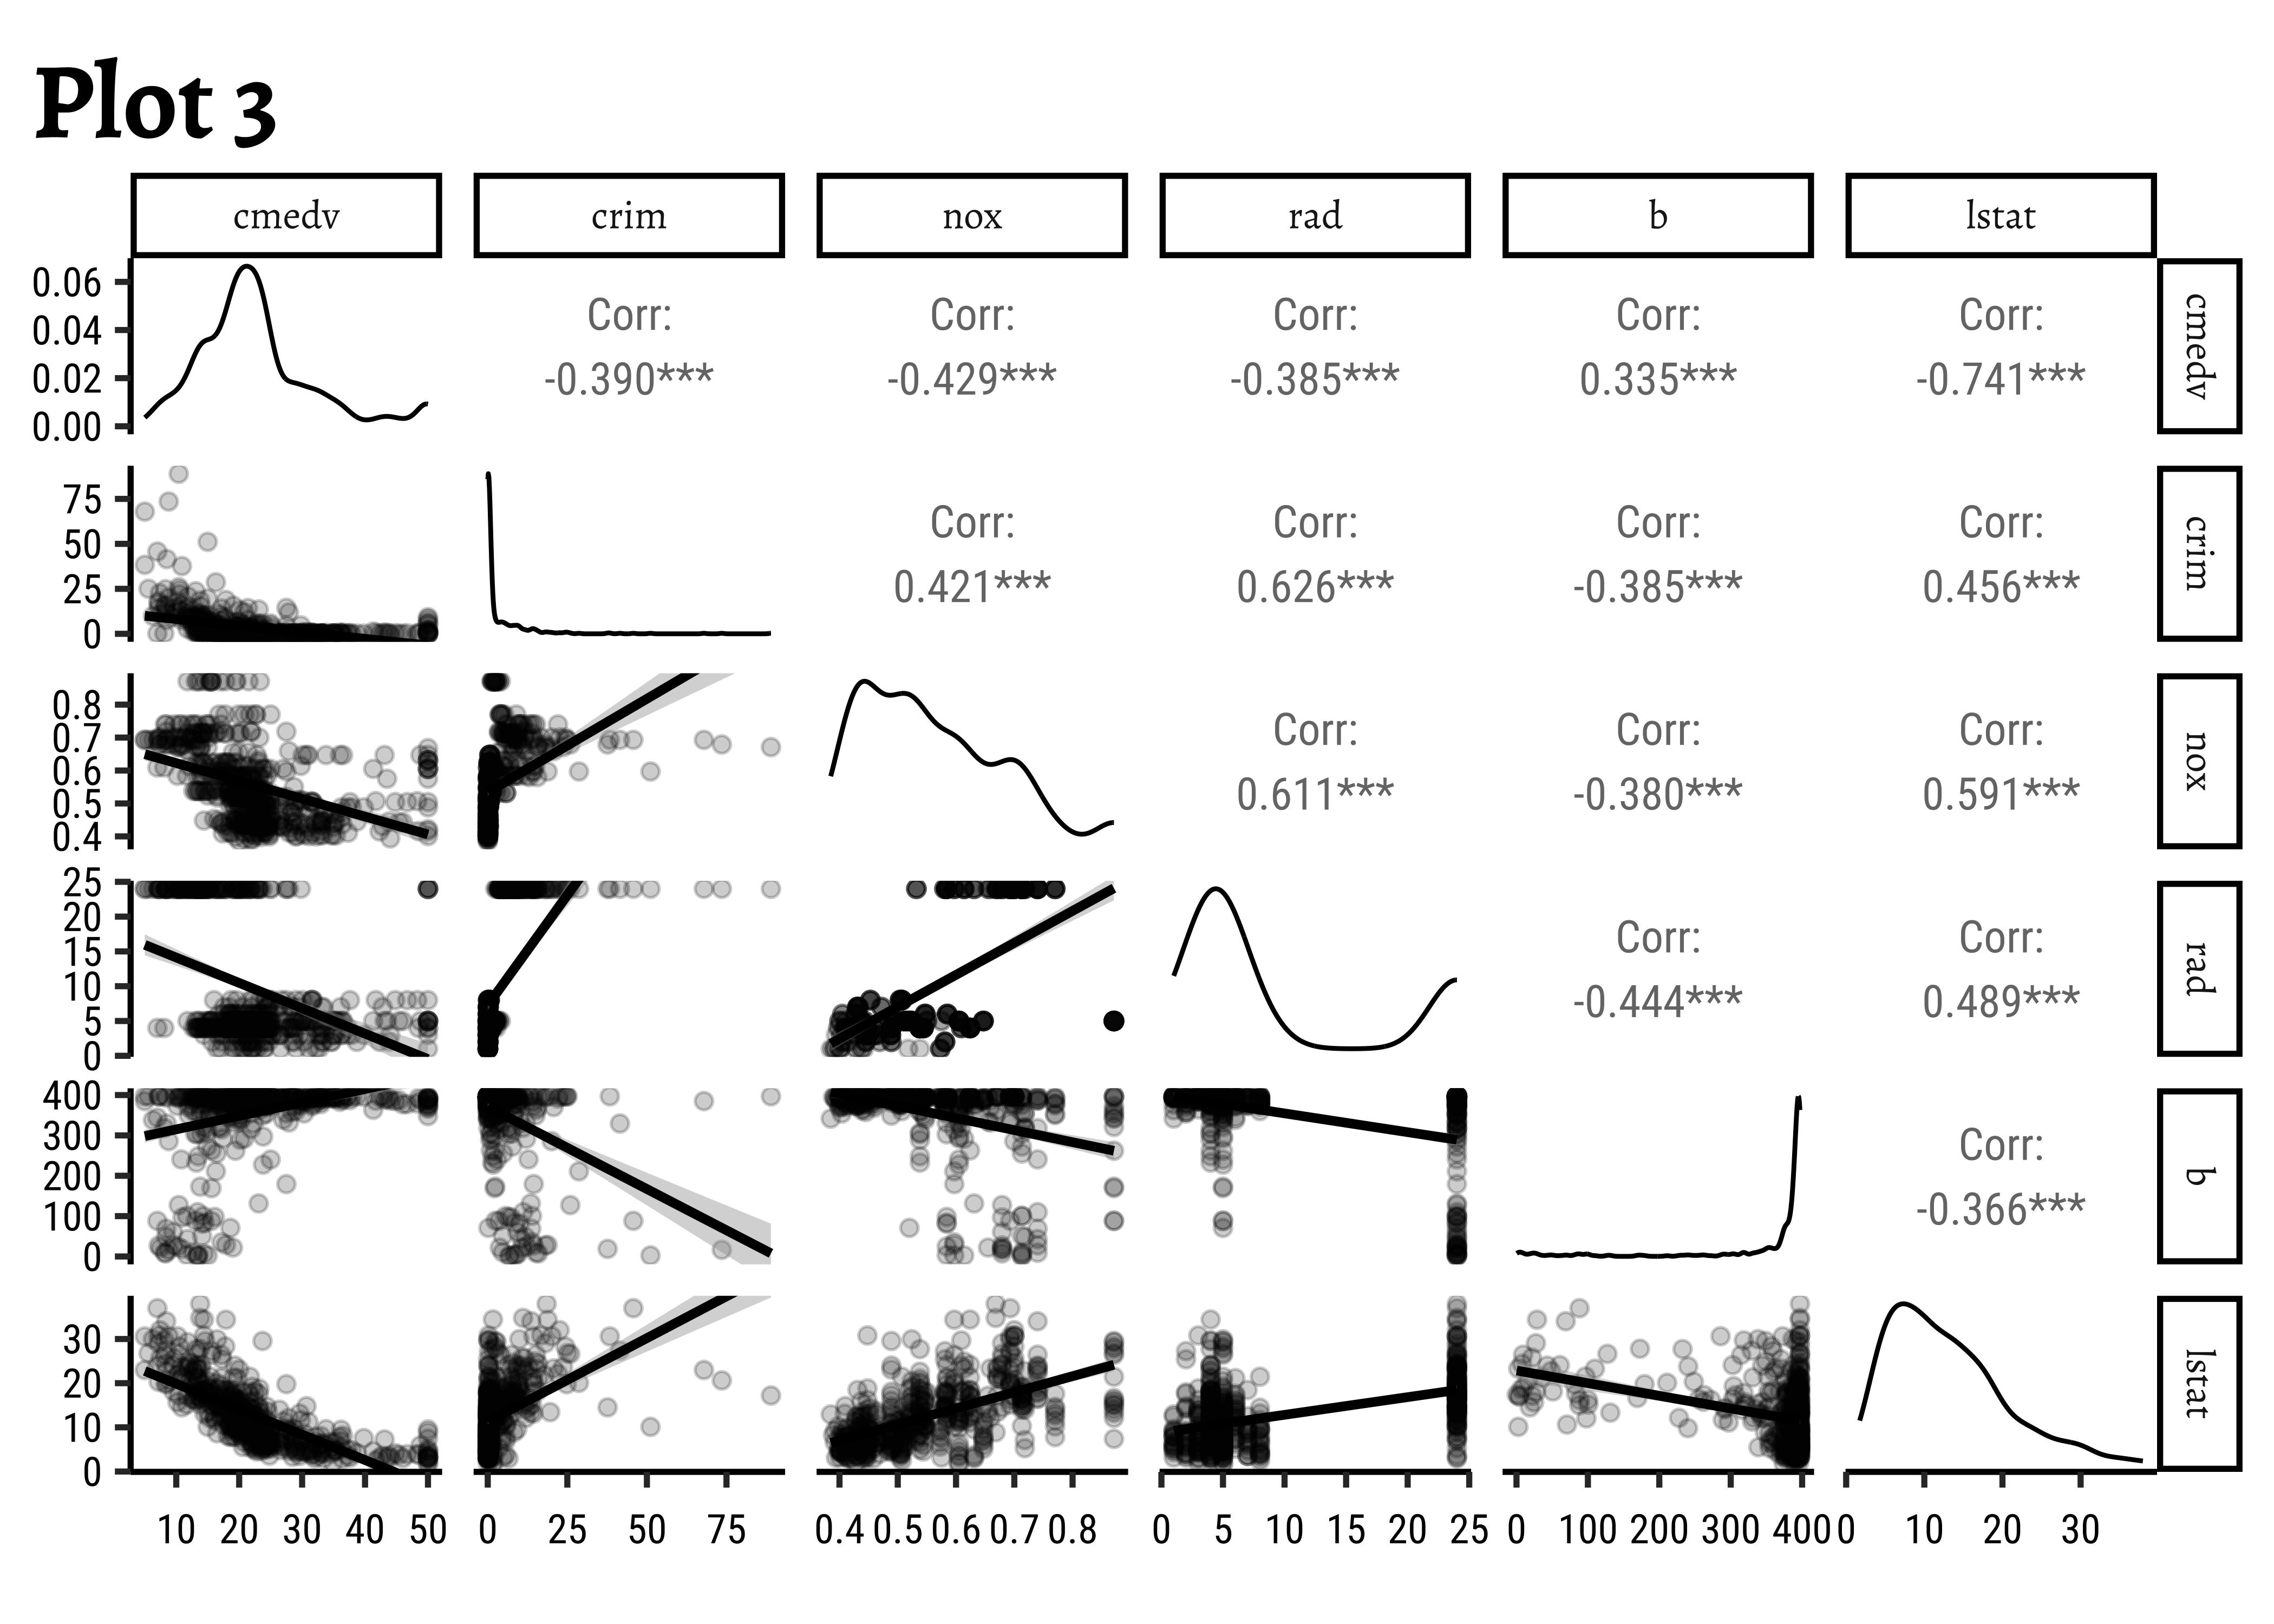 Plot 3
cmedv crim nox rad b lstat
0.06
0.04
0.02
0.00
Corr: Corr: Corr: Corr: Corr:
-0.390*** -0.429*** -0.385*** 0.335*** -0.741***
cmedv
75
50
25
0
Corr: Corr: Corr: Corr:
0.421*** 0.626*** -0.385*** 0.456***
crim
0.8
0.7
0.6
0.5
0.4
Corr: Corr: Corr:
0.611*** -0.380*** 0.591***
nox
25
20
15
10
5
0
Corr: Corr:
-0.444*** 0.489***
rad
400
300
200
100
0
Corr:
-0.366***
b
30
20
10
0
lstat
10 20 30 40 50 0 25 50 75 0.4 0.5 0.6 0.7 0.8 0 5 10 15 20 25 0 100 200 300 400 0 10 20 30